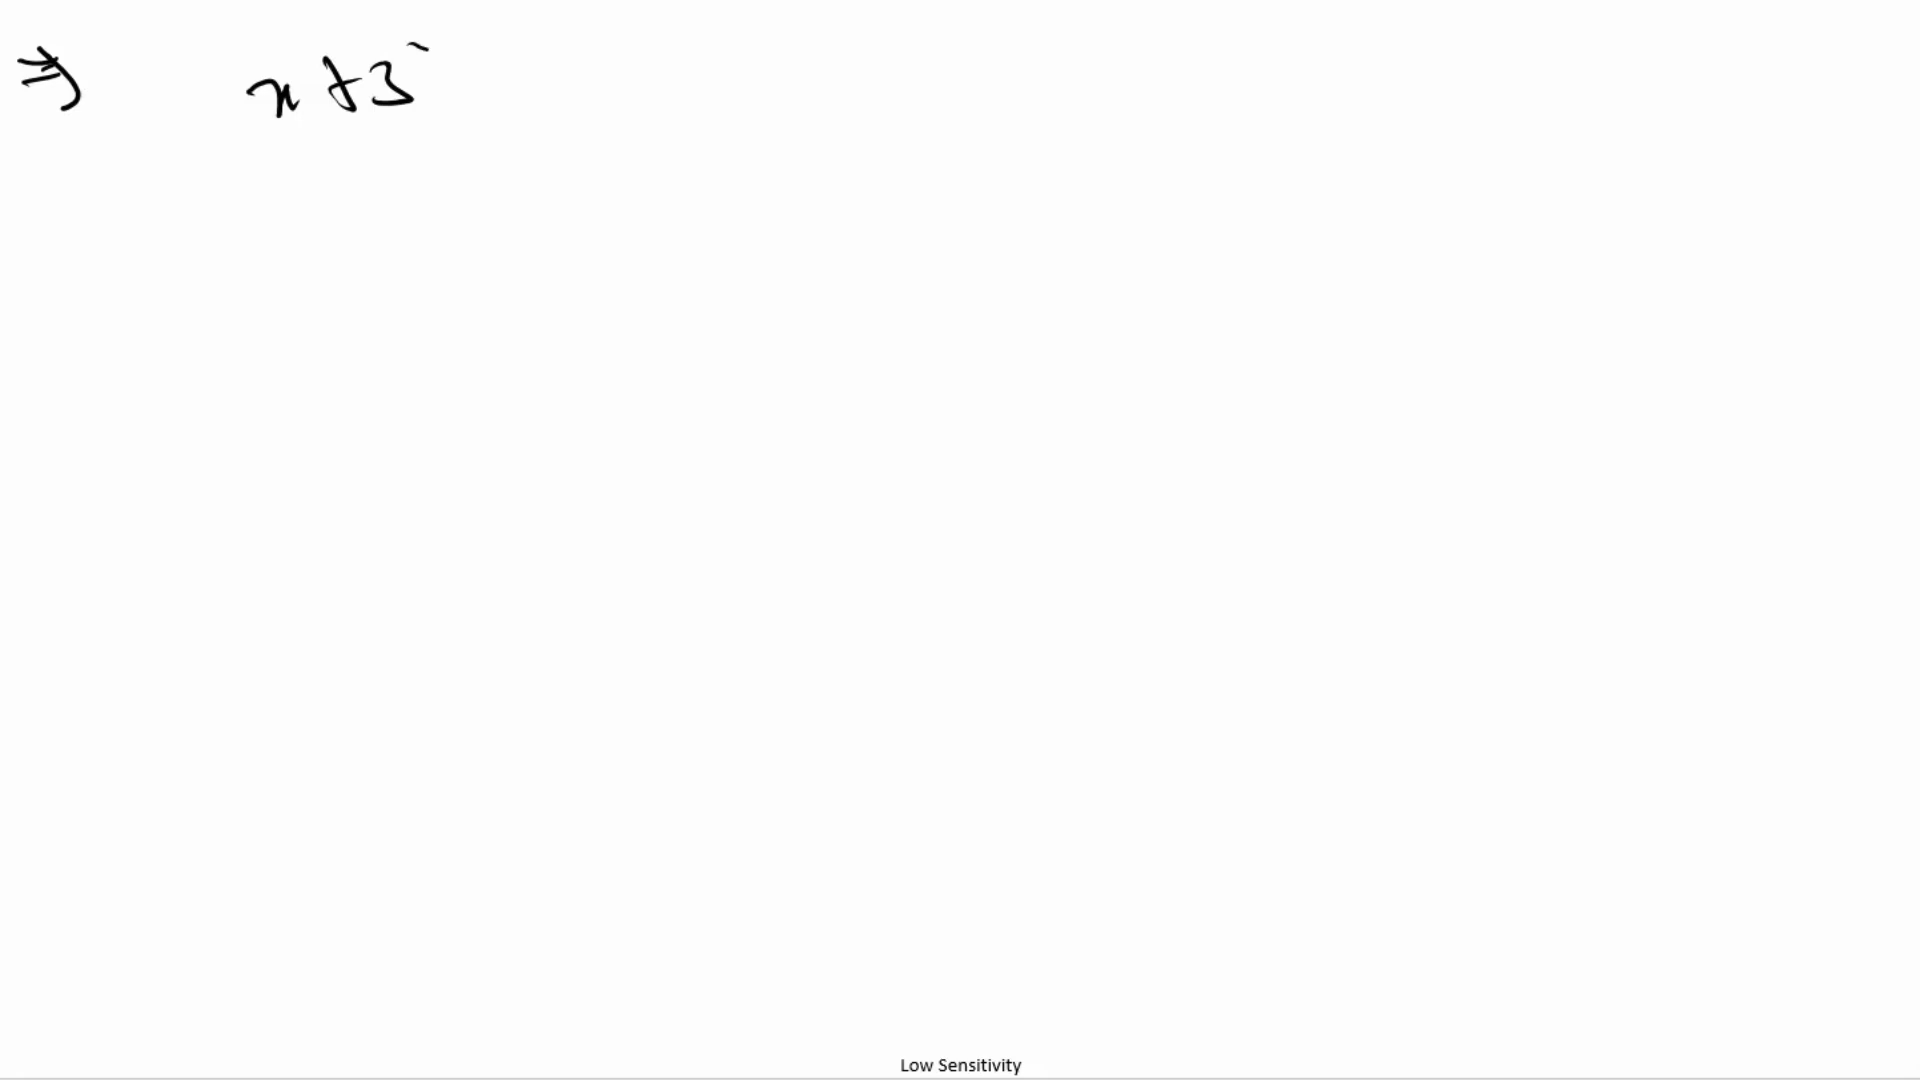 ⇒ x + 3
Low Sensitivity